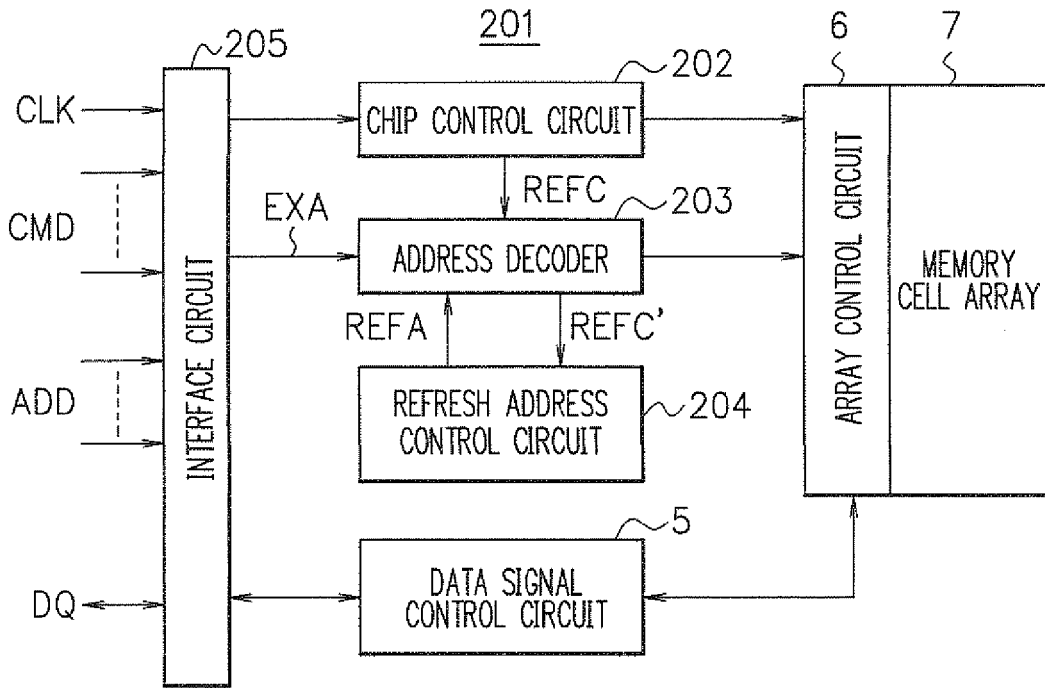 201
205
202
6
7
CLK
CHIP CONTROL CIRCUIT
REFC
203
CMD
EXA
ADDRESS DECODER
INTERFACE CIRCUIT
ARRAY CONTROL CIRCUIT
MEMORY
CELL ARRAY
REFA
REFC'
ADD
REFRESH ADDRESS
CONTROL CIRCUIT
204
5
DQ
DATA SIGNAL
CONTROL CIRCUIT